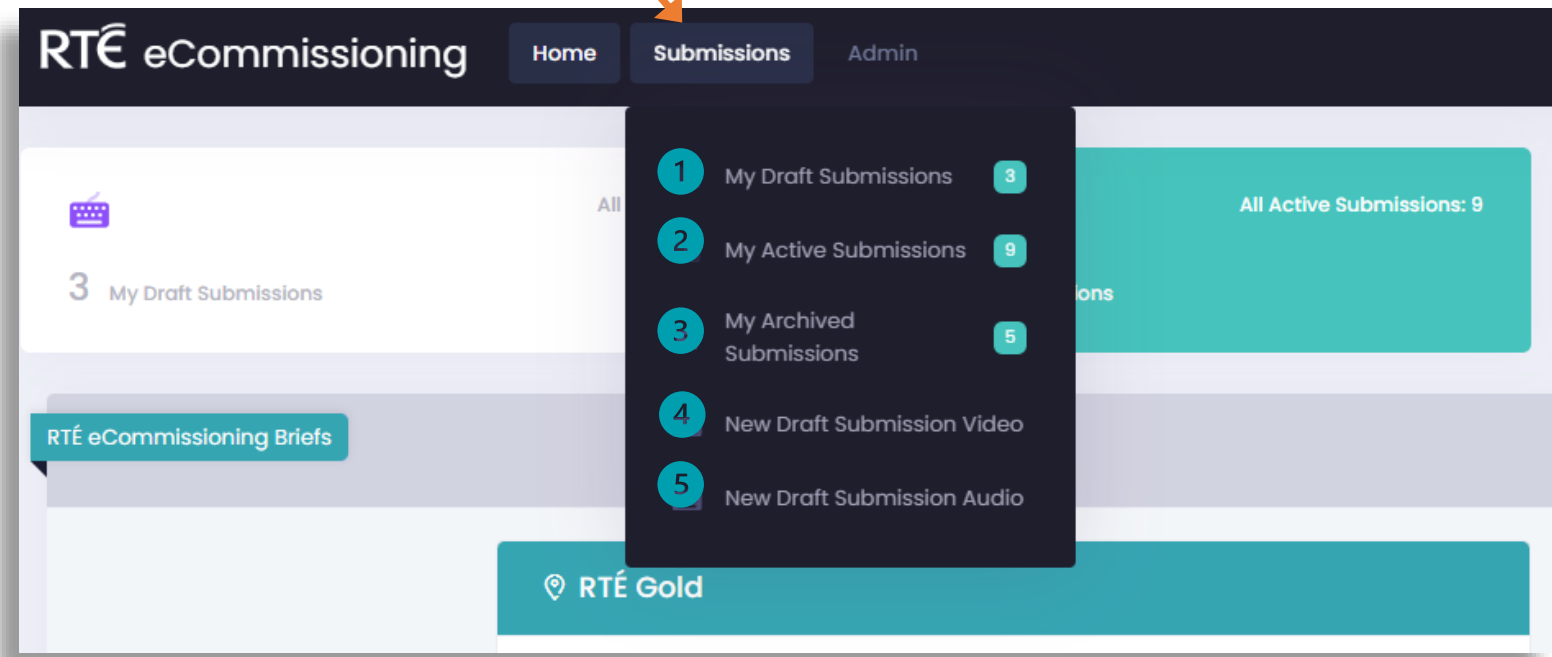 RTÉ eCommissioning
Home Submissions Admin
1 My Draft Submissions 3
All
All Active Submissions: 9
2 My Active Submissions 9
3 My Draft Submissions
ions
3 My Archived
Submissions 5
4 New Draft Submission Video
RTÉ eCommissioning Briefs
5 New Draft Submission Audio
RTÉ Gold